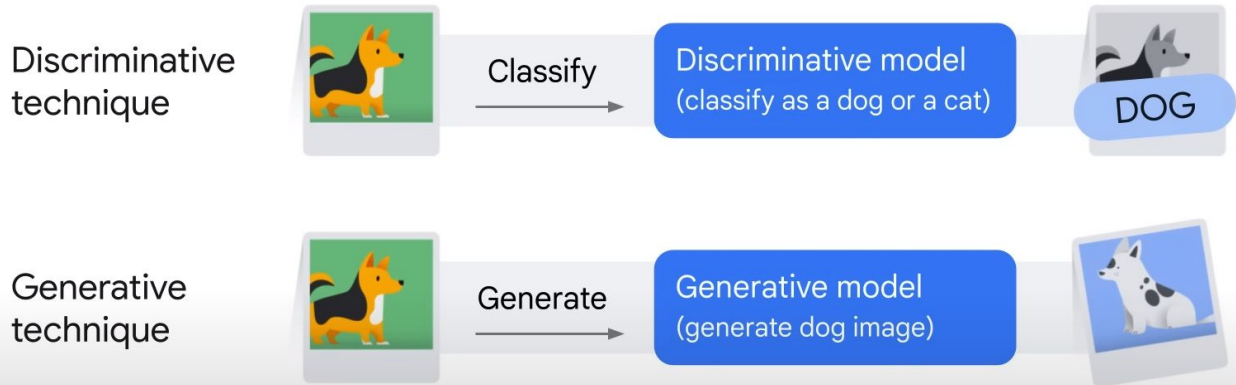 Discriminative
technique
Classify
Discriminative model
(classify as a dog or a cat)
DOG
Generative
technique
Generate
Generative model
(generate dog image)